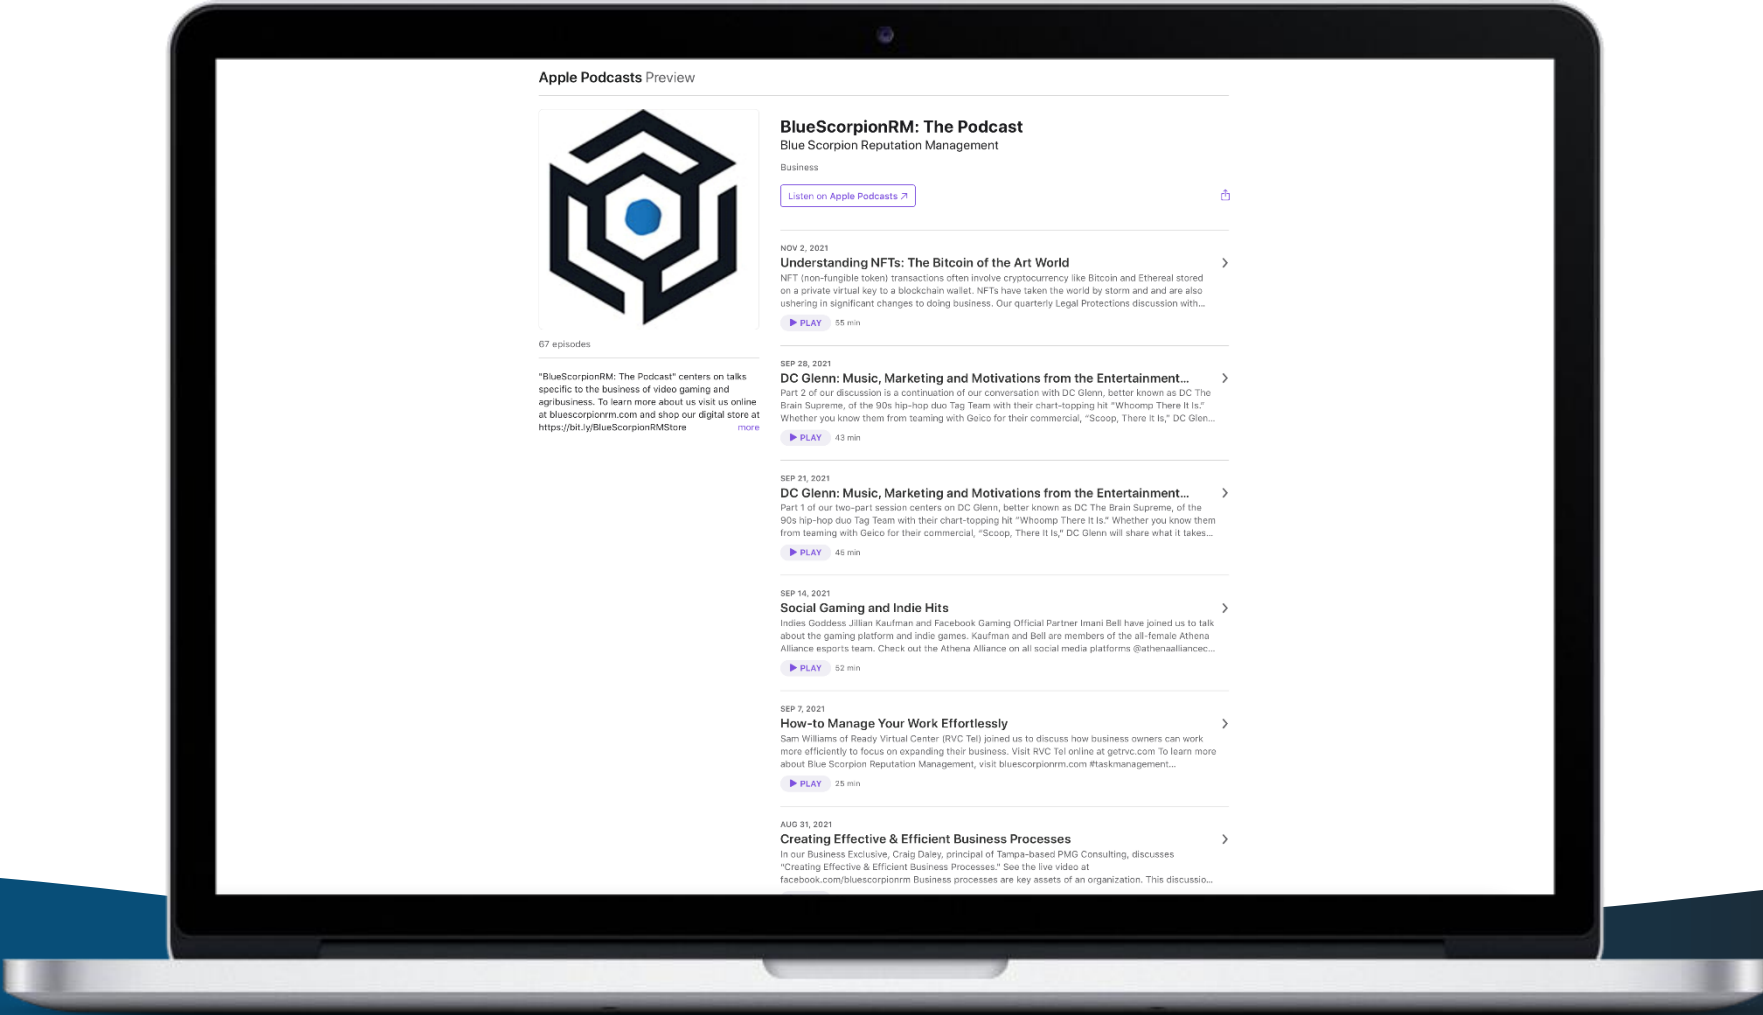 Apple Podcasts Preview
BlueScorpionRM: The Podcast
Blue Scorpion Reputation Management
Business
Listen on Apple Podcasts ↗
67 episodes
"BlueScorpionRM: The Podcast" centers on talks
specific to the business of video gaming and
agribusiness. To learn more about us visit us online
at bluescorpionrm.com and shop our digital store at
https://bit.ly/BlueScorpionRMStore more
NOV 2, 2021
Understanding NFTs: The Bitcoin of the Art World
NFT (non-fungible token) transactions often involve cryptocurrency like Bitcoin and Ethereal stored
on a private virtual key to a blockchain wallet. NFTs have taken the world by storm and and are also
ushering in significant changes to doing business. Our quarterly Legal Protections discussion with...
PLAY 55 min
SEP 28, 2021
DC Glenn: Music, Marketing and Motivations from the Entertainment...
Part 2 of our discussion is a continuation of our conversation with DC Glenn, better known as DC The
Brain Supreme, of the 90s hip-hop duo Tag Team with their chart-topping hit "Whoomp There It Is."
Whether you know them from teaming with Geico for their commercial, "Scoop, There It Is," DC Glen...
PLAY 43 min
SEP 21, 2021
DC Glenn: Music, Marketing and Motivations from the Entertainment...
Part 1 of our two-part session centers on DC Glenn, better known as DC The Brain Supreme, of the
90s hip-hop duo Tag Team with their chart-topping hit "Whoomp There It Is." Whether you know them
from teaming with Geico for their commercial, "Scoop, There It Is," DC Glenn will share what it takes...
PLAY 46 min
SEP 14, 2021
Social Gaming and Indie Hits
Indies Goddess Jillian Kaufman and Facebook Gaming Official Partner Imani Bell have joined us to talk
about the gaming platform and indie games. Kaufman and Bell are members of the all-female Athena
Alliance esports team. Check out the Athena Alliance on all social media platforms @athenaalliancec...
PLAY 52 min
SEP 7, 2021
How-to Manage Your Work Effortlessly
Sam Williams of Ready Virtual Center (RVC Tel) joined us to discuss how business owners can work
more efficiently to focus on expanding their business. Visit RVC Tel online at getrvc.com To learn more
about Blue Scorpion Reputation Management, visit bluescorpionrm.com #taskmanagement...
PLAY 25 min
AUG 31, 2021
Creating Effective & Efficient Business Processes
In our Business Exclusive, Craig Daley, principal of Tampa-based PMG Consulting, discusses
"Creating Effective & Efficient Business Processes." See the live video at
facebook.com/bluescorpionrm Business processes are key assets of an organization. This discussio...